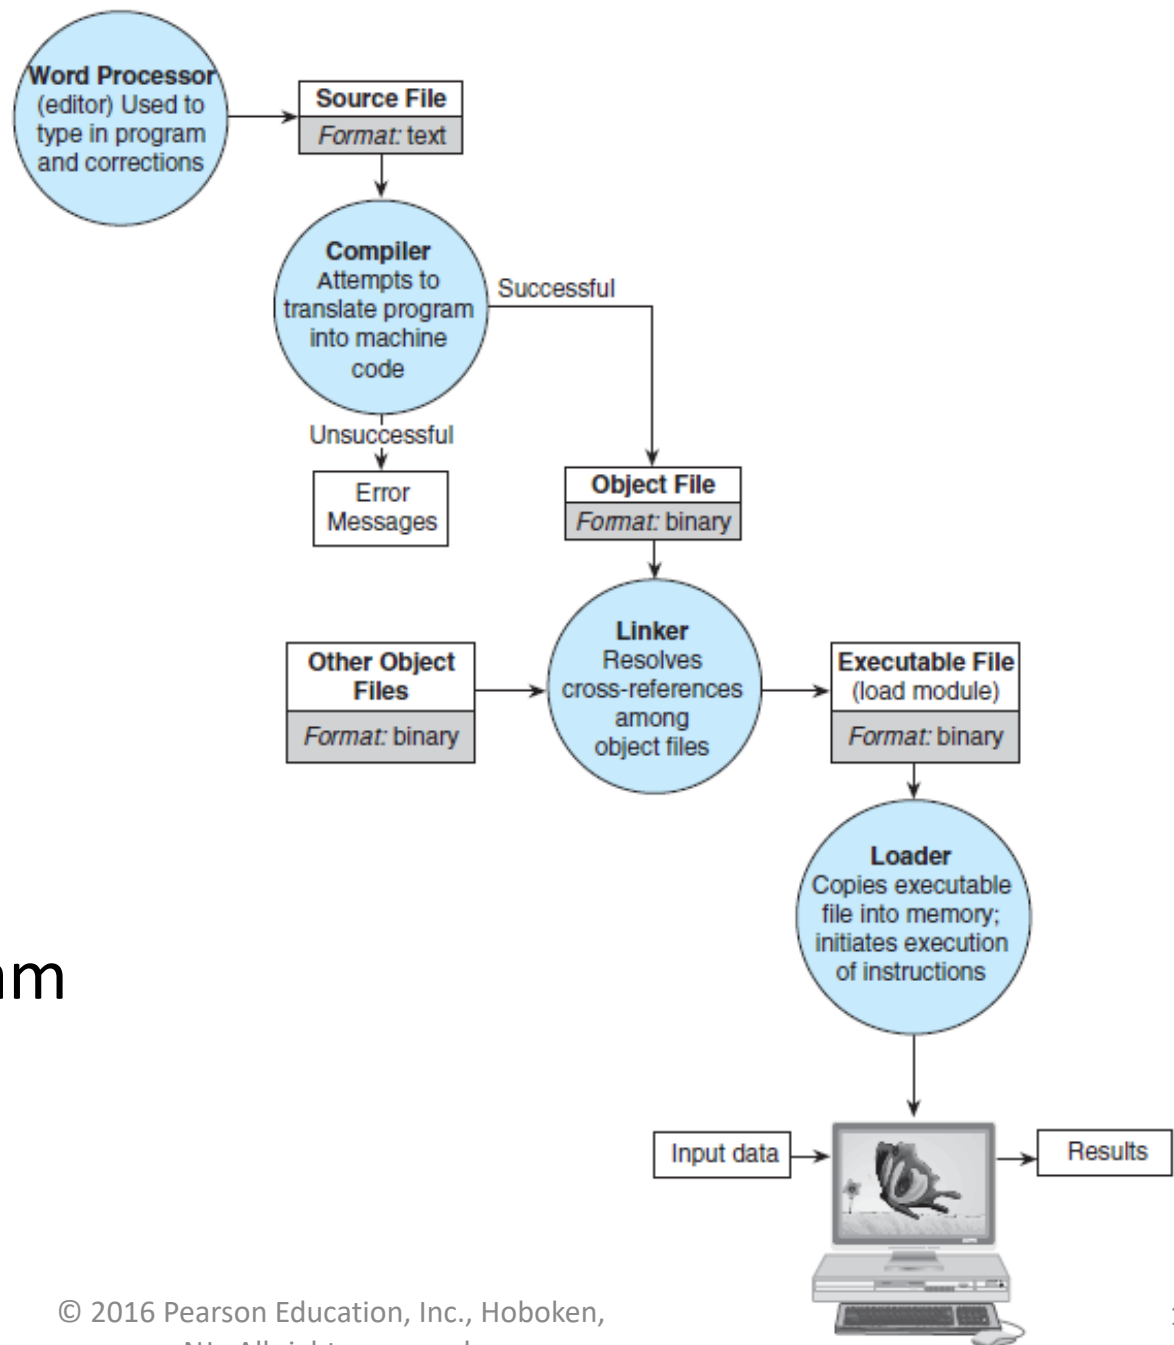 Word Processor
(editor) Used to
type in program
and corrections
Source File
Format: text
Compiler
Attempts to
translate program
into machine
code
Successful
Unsuccessful
Error
Messages
Object File
Format: binary
Linker
Resolves
cross-references
among
object files
Other Object
Files
Format: binary
Executable File
(load module)
Format: binary
Loader
Copies executable
file into memory;
initiates execution
of instructions
Input data
Results
© 2016 Pearson Education, Inc., Hoboken,